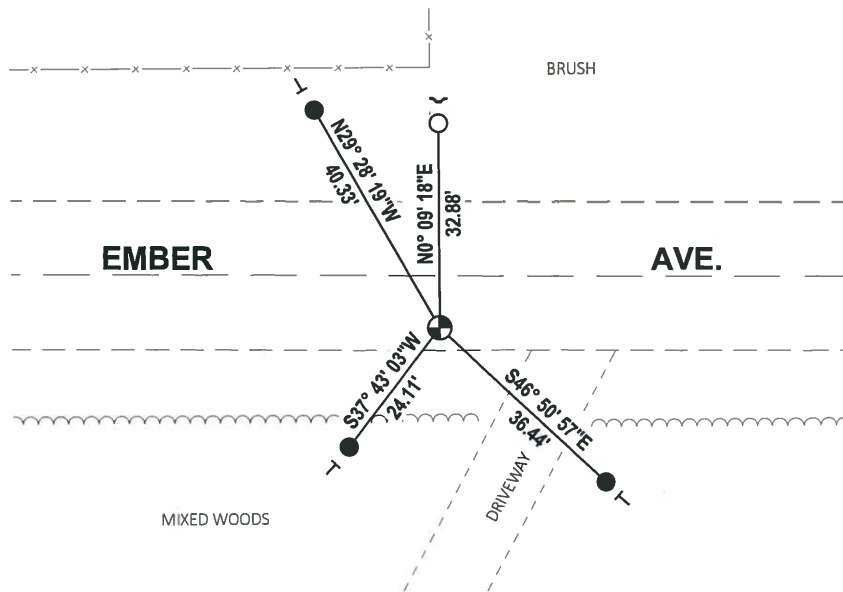 BRUSH
N29° 28' 19"W
40.33'
N0° 09' 18"E
32.88'
EMBER AVE.
S37° 43' 03"W
24.11'
S46° 50' 57"E
36.44'
DRIVEWAY
MIXED WOODS